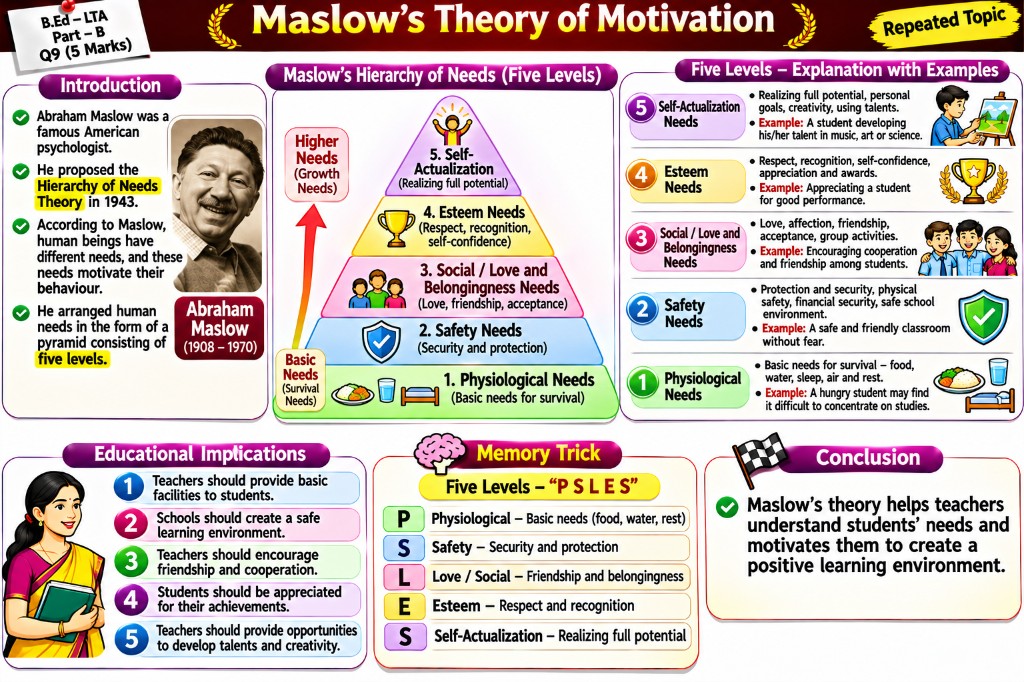 B.Ed – LTA
Part – B
Q9 (5 Marks)
Maslow's Theory of Motivation
Repeated Topic
Introduction
Abraham Maslow was a
famous American
psychologist.
He proposed the
Hierarchy of Needs
Theory in 1943.
According to Maslow,
human beings have
different needs, and these
needs motivate their
behaviour.
He arranged human
needs in the form of a
pyramid consisting of
five levels.
Abraham
Maslow
(1908 – 1970)
Maslow's Hierarchy of Needs (Five Levels)
Higher
Needs
(Growth
Needs)
Basic
Needs
(Survival
Needs)
5. Self-
Actualization
(Realizing full potential)
4. Esteem Needs
(Respect, recognition,
self-confidence)
3. Social / Love and
Belongingness Needs
(Love, friendship, acceptance)
2. Safety Needs
(Security and protection)
1. Physiological Needs
(Basic needs for survival)
Five Levels – Explanation with Examples
5 Self-Actualization
Needs
• Realizing full potential, personal
goals, creativity, using talents.
• Example: A student developing
his/her talent in music, art or science.
4 Esteem
Needs
• Respect, recognition, self-confidence,
appreciation and awards.
• Example: Appreciating a student
for good performance.
3 Social / Love and
Belongingness
Needs
• Love, affection, friendship,
acceptance, group activities.
• Example: Encouraging cooperation
and friendship among students.
2 Safety
Needs
• Protection and security, physical
safety, financial security, safe school
environment.
• Example: A safe and friendly classroom
without fear.
1 Physiological
Needs
• Basic needs for survival – food,
water, sleep, air and rest.
• Example: A hungry student may find
it difficult to concentrate on studies.
Educational Implications
1 Teachers should provide basic
facilities to students.
2 Schools should create a safe
learning environment.
3 Teachers should encourage
friendship and cooperation.
4 Students should be appreciated
for their achievements.
5 Teachers should provide opportunities
to develop talents and creativity.
Memory Trick
Five Levels – "P S L E S"
P Physiological – Basic needs (food, water, rest)
S Safety – Security and protection
L Love / Social – Friendship and belongingness
E Esteem – Respect and recognition
S Self-Actualization – Realizing full potential
Conclusion
Maslow's theory helps teachers
understand students' needs and
motivates them to create a
positive learning environment.